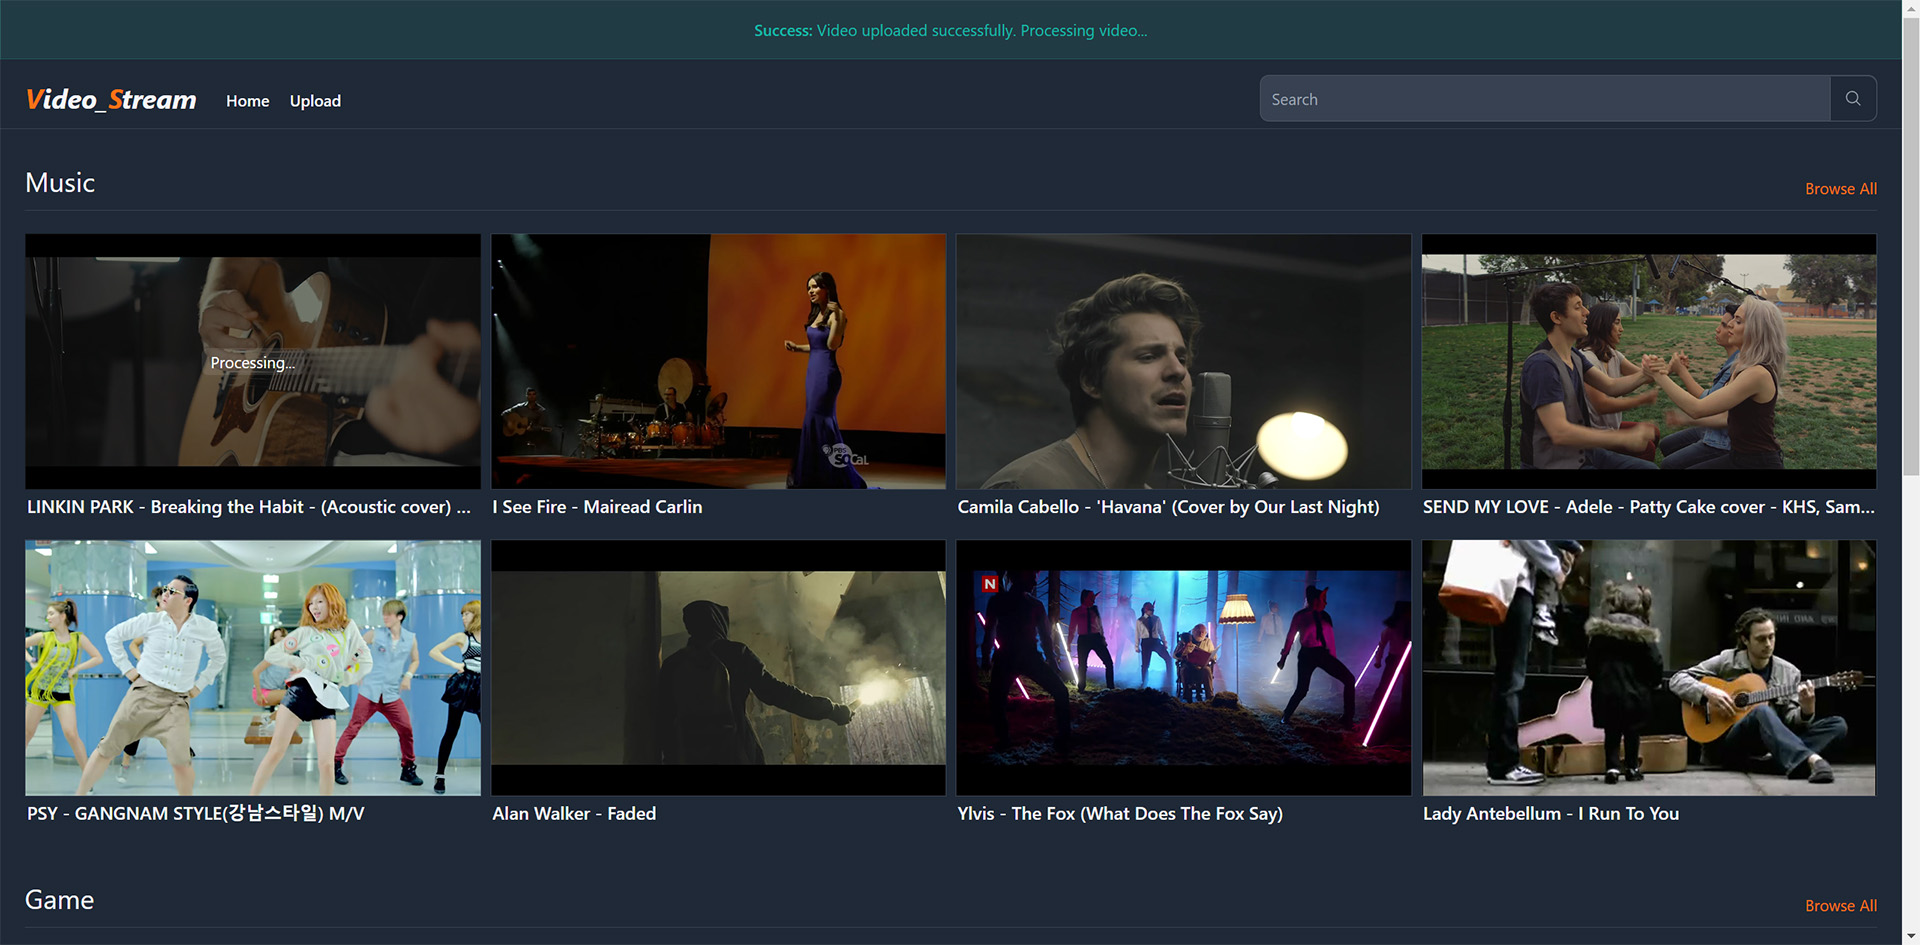 Success: Video uploaded successfully. Processing video...
Video_Stream Home Upload Search
Music Browse All
Processing...
PBS SOCAL
LINKIN PARK - Breaking the Habit - (Acoustic cover) ...
I See Fire - Mairead Carlin
Camila Cabello - 'Havana' (Cover by Our Last Night)
SEND MY LOVE - Adele - Patty Cake cover - KHS, Sam...
N
PSY - GANGNAM STYLE(강남스타일) M/V
Alan Walker - Faded
Ylvis - The Fox (What Does The Fox Say)
Lady Antebellum - I Run To You
Game Browse All